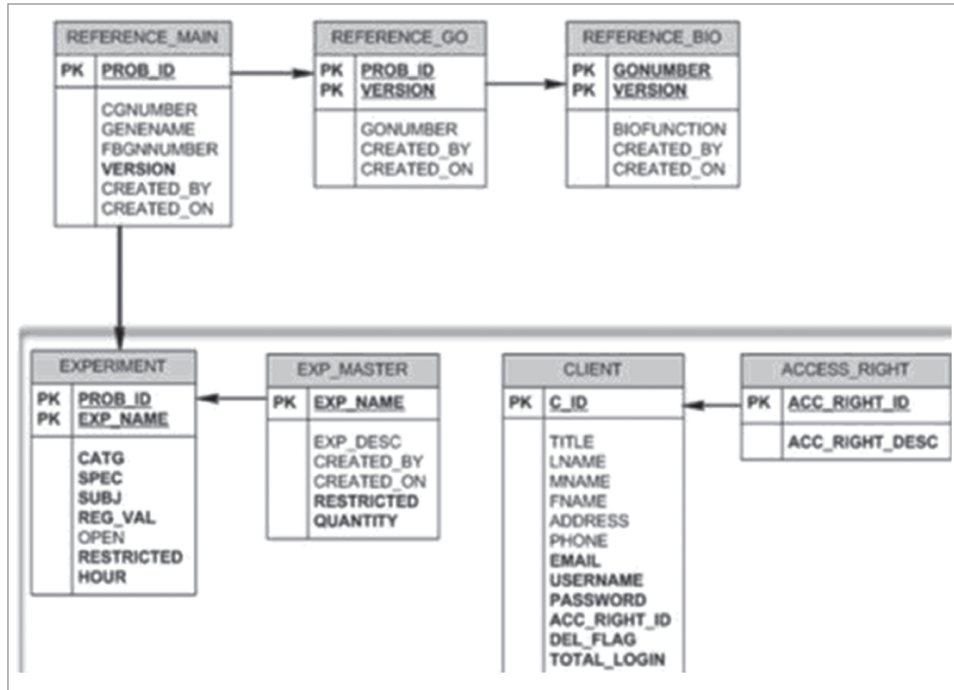 REFERENCE_MAIN
PK PROB_ID
CGNUMBER
GENENAME
FBGNNUMBER
VERSION
CREATED_BY
CREATED_ON
REFERENCE_GO
PK PROB_ID
PK VERSION
GONUMBER
CREATED_BY
CREATED_ON
REFERENCE_BIO
PK GONUMBER
PK VERSION
BIOFUNCTION
CREATED_BY
CREATED_ON
EXPERIMENT
PK PROB_ID
PK EXP_NAME
CATG
SPEC
SUBJ
REG_VAL
OPEN
RESTRICTED
HOUR
EXP_MASTER
PK EXP_NAME
EXP_DESC
CREATED_BY
CREATED_ON
RESTRICTED
QUANTITY
CLIENT
PK C_ID
TITLE
LNAME
MNAME
FNAME
ADDRESS
PHONE
EMAIL
USERNAME
PASSWORD
ACC_RIGHT_ID
DEL_FLAG
TOTAL_LOGIN
ACCESS_RIGHT
PK ACC_RIGHT_ID
ACC_RIGHT_DESC